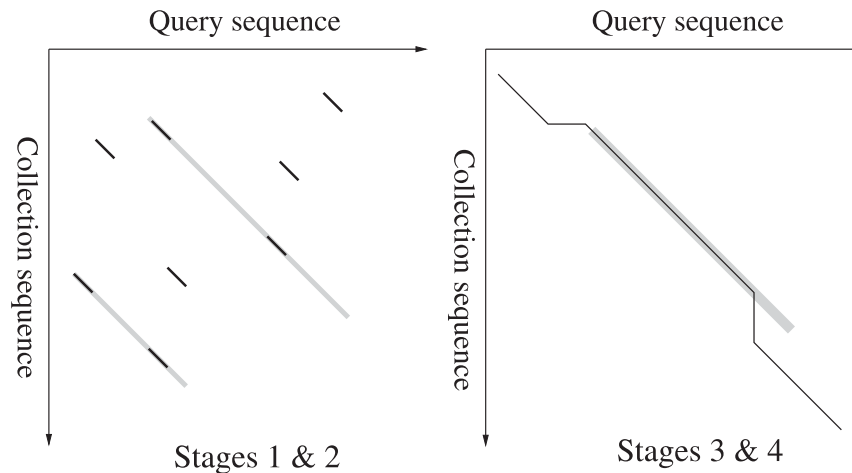 Query sequence
Collection sequence
Stages 1 & 2
Query sequence
Collection sequence
Stages 3 & 4